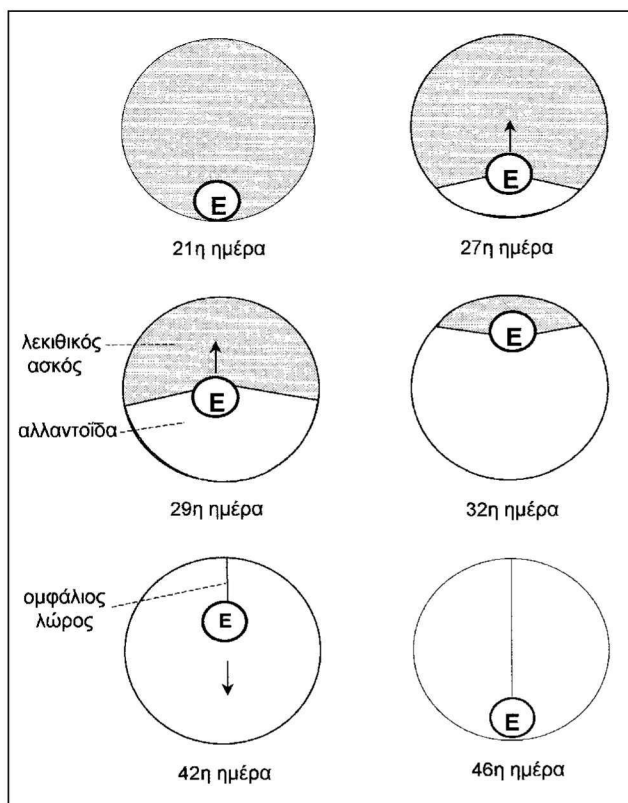 E
E
21η ημέρα
27η ημέρα
λεκιθικός
ασκός
αλλαντοΐδα
E
E
29η ημέρα
32η ημέρα
ομφάλιος
λώρος
E
E
42η ημέρα
46η ημέρα